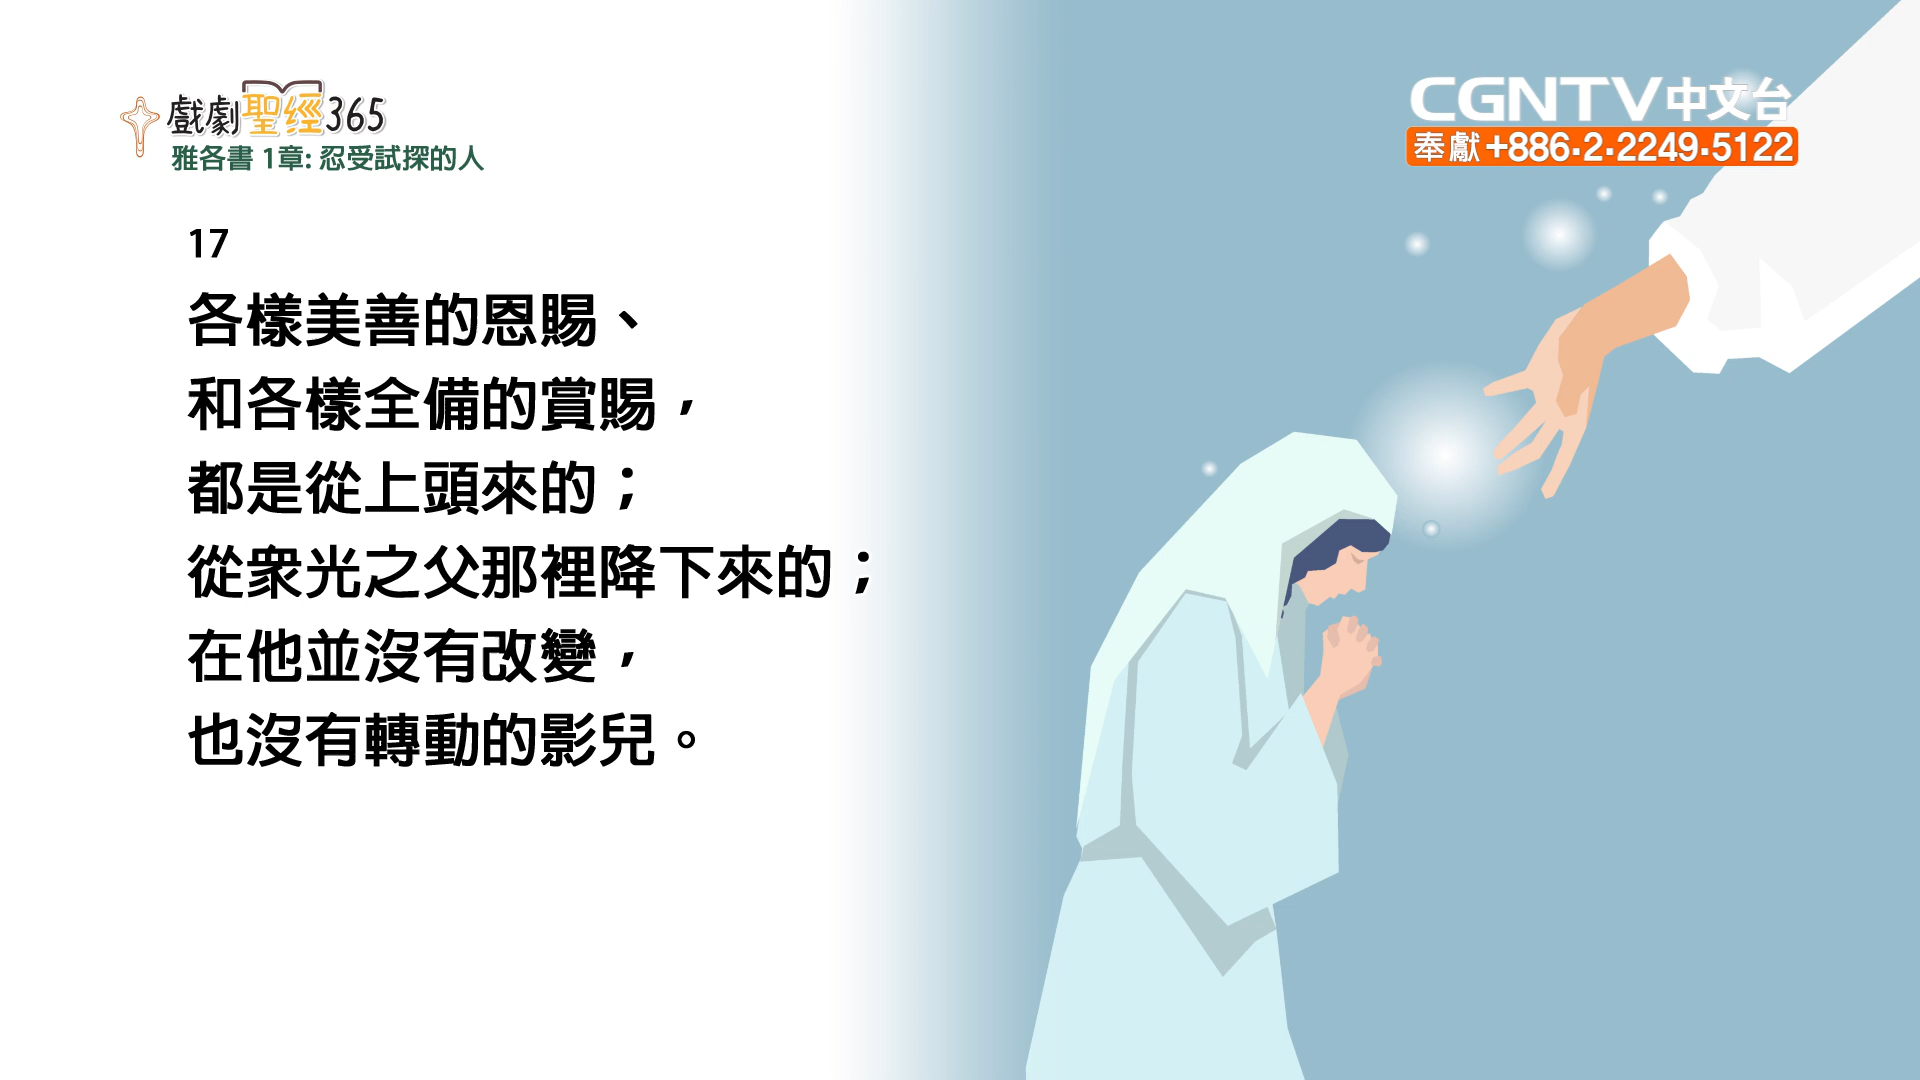 戲劇聖經365
雅各書 1章: 忍受試探的人
CGNTV中文台
奉獻+886·2·2249·5122
17
各樣美善的恩賜、
和各樣全備的賞賜，
都是從上頭來的；
從眾光之父那裡降下來的；
在他並沒有改變，
也沒有轉動的影兒。